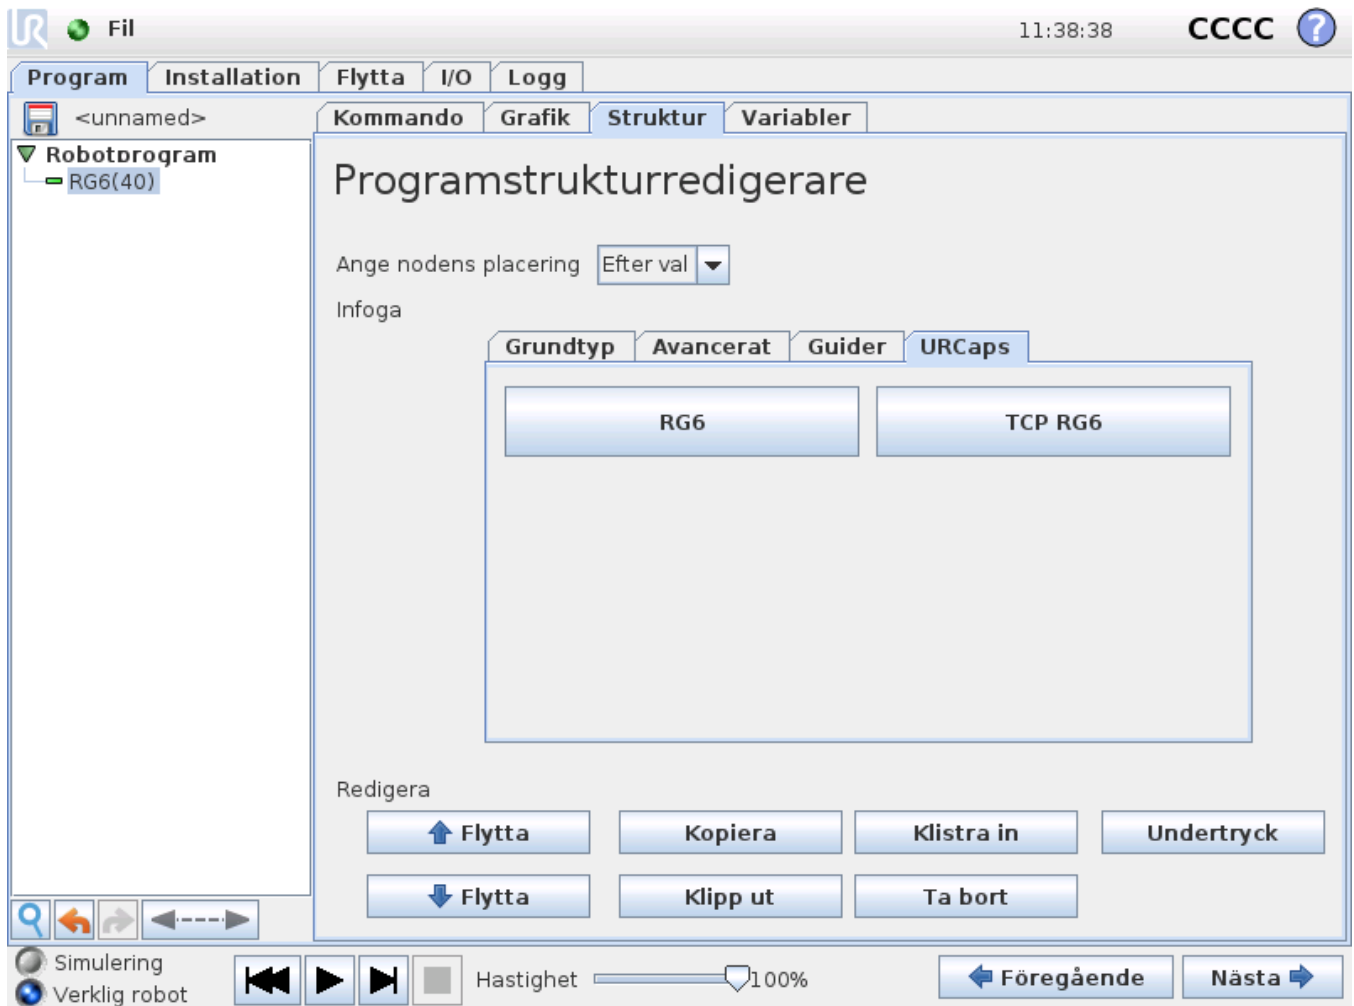 UR Fil 11:38:38 CCCC ?
Program Installation Flytta I/O Logg
<unnamed> Kommando Grafik Struktur Variabler
Robotprogram
RG6(40)
Programstrukturredigerare
Ange nodens placering Efter val
Infoga
Grundtyp Avancerat Guider URCaps
RG6 TCP RG6
Redigera
Flytta Kopiera Klistra in Undertryck
Flytta Klipp ut Ta bort
Simulering
Verklig robot
Hastighet 100% Föregående Nästa